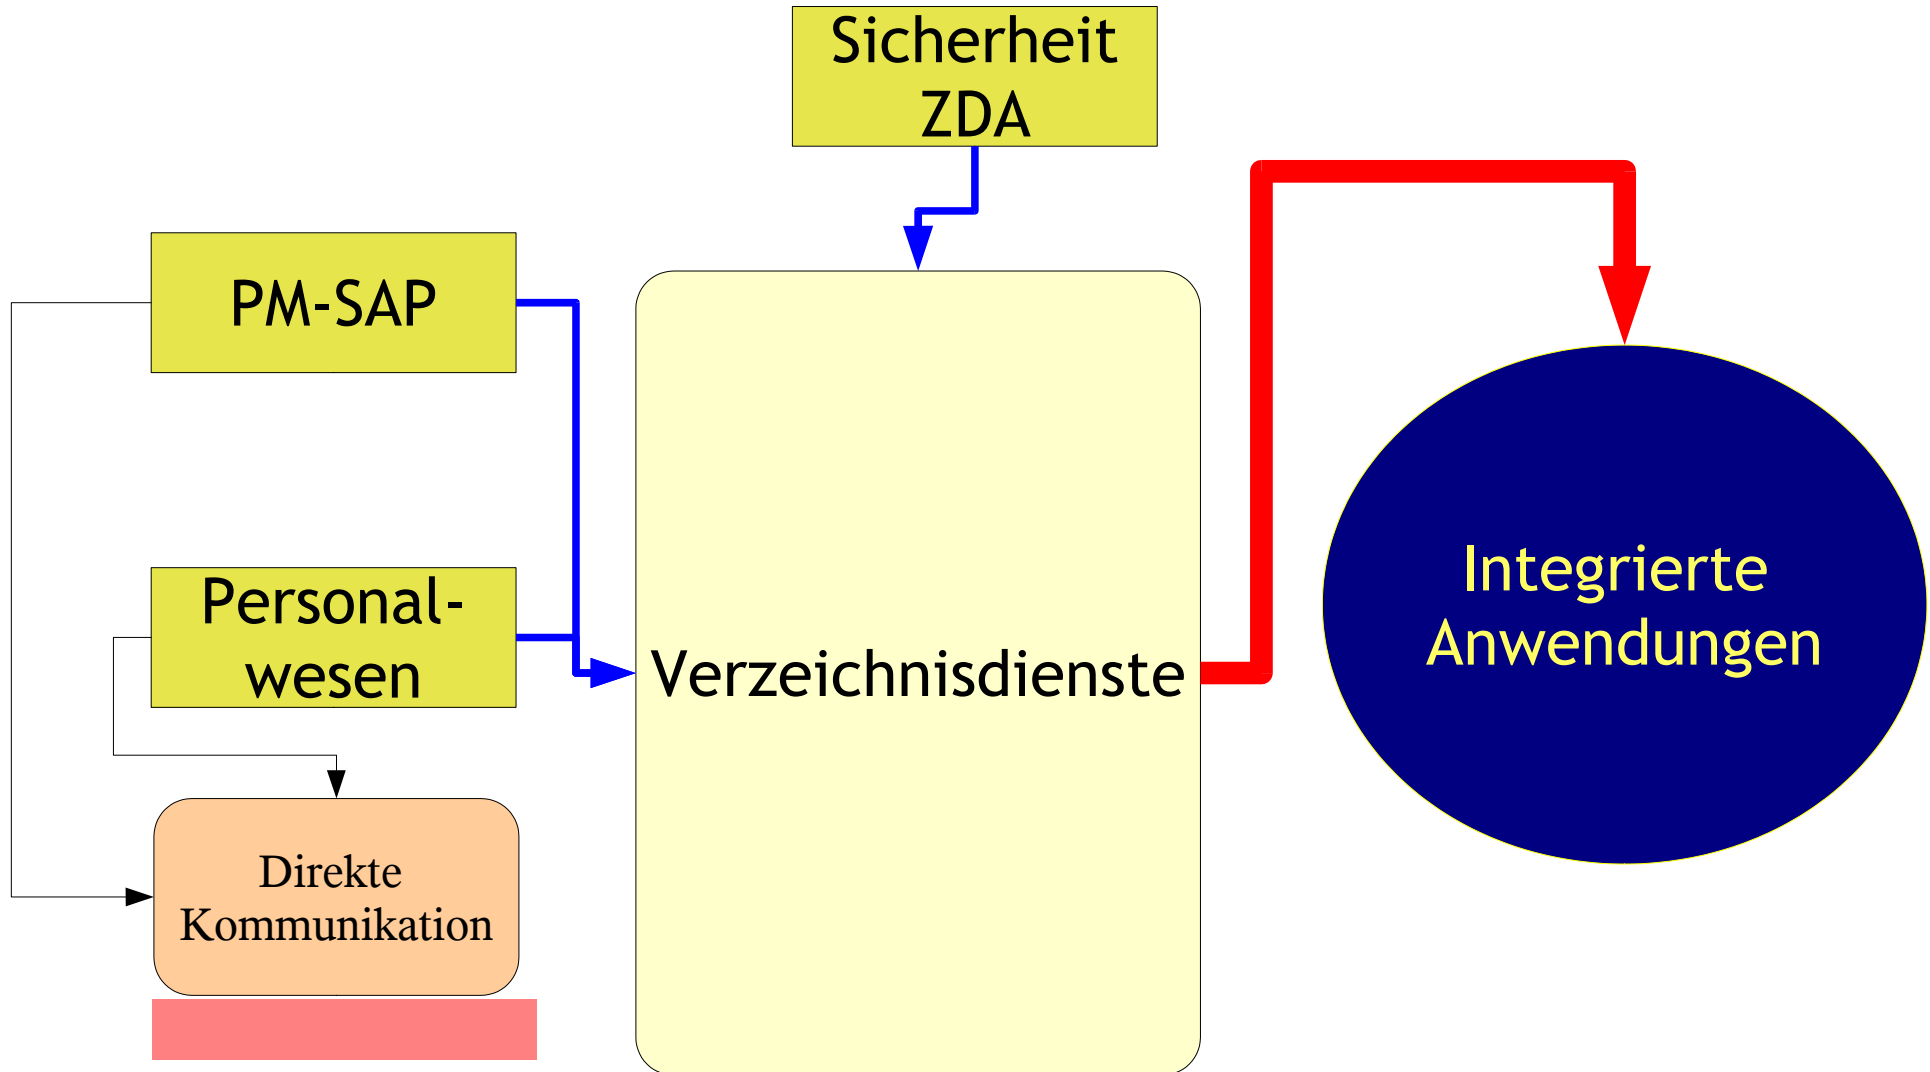 Sicherheit
ZDA
PM-SAP
Personal-
wesen
Verzeichnisdienste
Integrierte
Anwendungen
Direkte
Kommunikation